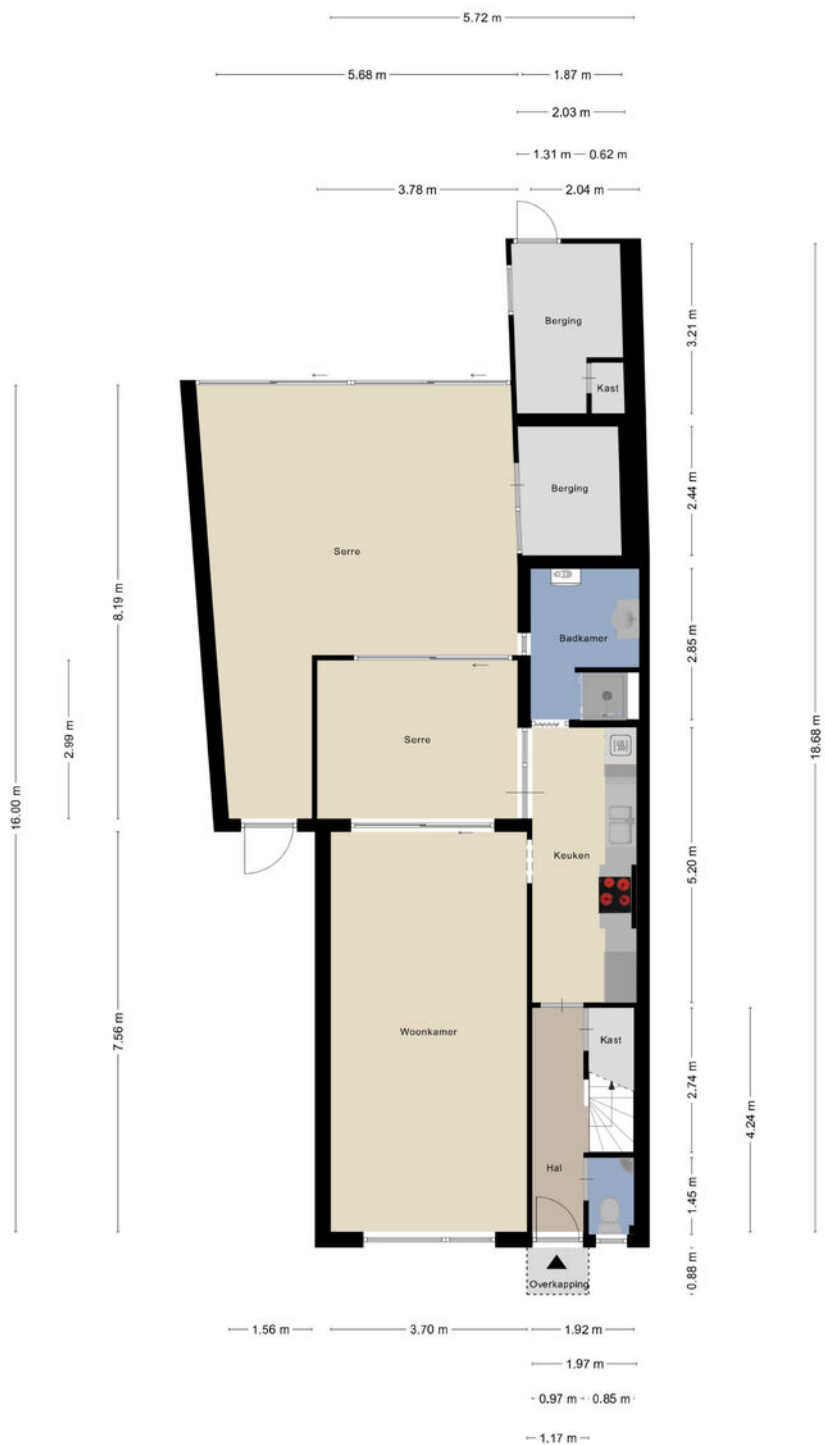 5.72 m
5.68 m
1.87 m
2.03 m
1.31 m
0.62 m
3.78 m
2.04 m
Berging
3.21 m
Kast
Berging
2.44 m
Serre
8.19 m
Badkamer
2.85 m
2.99 m
Serre
18.68 m
16.00 m
Keuken
5.20 m
Woonkamer
7.56 m
Kast
2.74 m
4.24 m
Hal
1.45 m
0.88 m
Overkapping
1.56 m
3.70 m
1.92 m
1.97 m
0.97 m
0.85 m
1.17 m